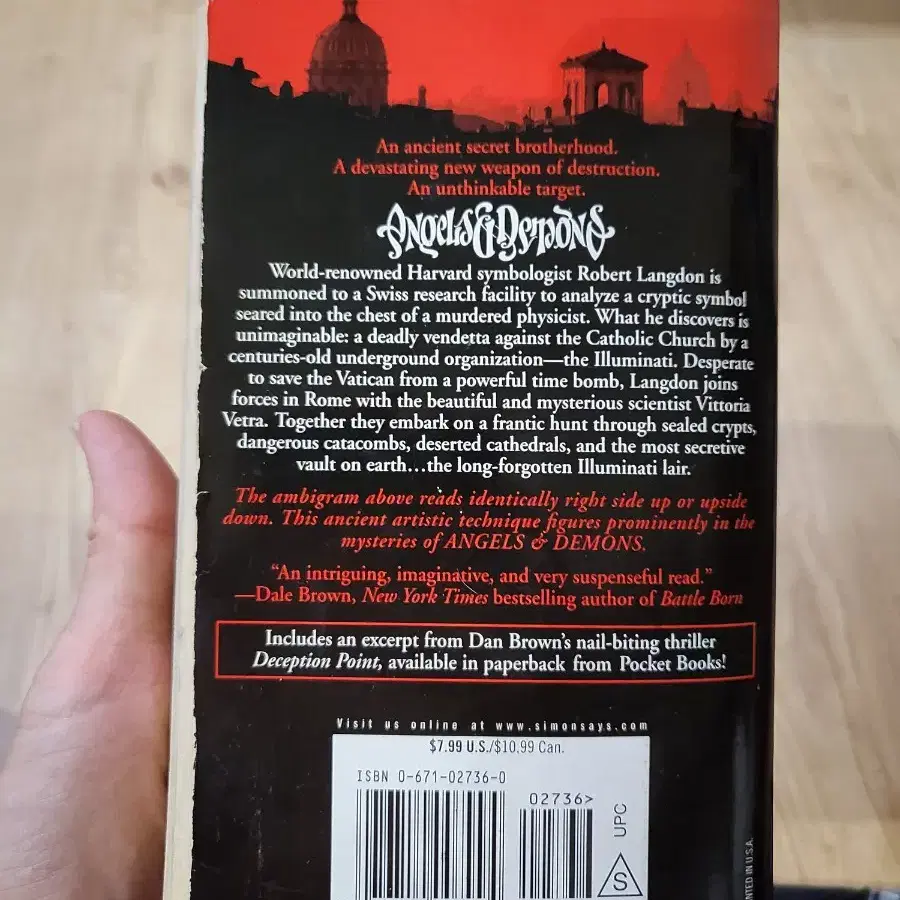 An ancient secret brotherhood.
A devastating new weapon of destruction.
An unthinkable target.
Angels & Demons
World-renowned Harvard symbologist Robert Langdon is
summoned to a Swiss research facility to analyze a cryptic symbol
seared into the chest of a murdered physicist. What he discovers is
unimaginable: a deadly vendetta against the Catholic Church by a
centuries-old underground organization—the Illuminati. Desperate
to save the Vatican from a powerful time bomb, Langdon joins
forces in Rome with the beautiful and mysterious scientist Vittoria
Vetra. Together they embark on a frantic hunt through sealed crypts,
dangerous catacombs, deserted cathedrals, and the most secretive
vault on earth…the long-forgotten Illuminati lair.
The ambigram above reads identically right side up or upside
down. This ancient artistic technique figures prominently in the
mysteries of ANGELS & DEMONS.
“An intriguing, imaginative, and very suspenseful read.”
—Dale Brown, New York Times bestselling author of Battle Born
Includes an excerpt from Dan Brown’s nail-biting thriller
Deception Point, available in paperback from Pocket Books!
Visit us online at www.simonsays.com
$7.99 U.S./$10.99 Can.
ISBN 0-671-02736-0
02736>
UPC
S
NTED IN U.S.A.